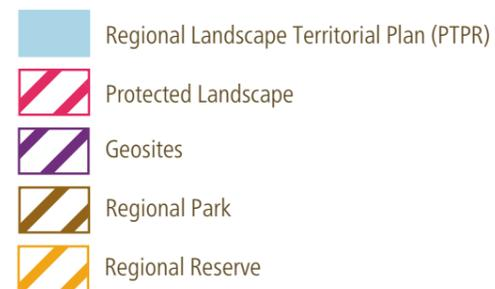 Regional Landscape Territorial Plan (PTPR)
Protected Landscape
Geosites
Regional Park
Regional Reserve